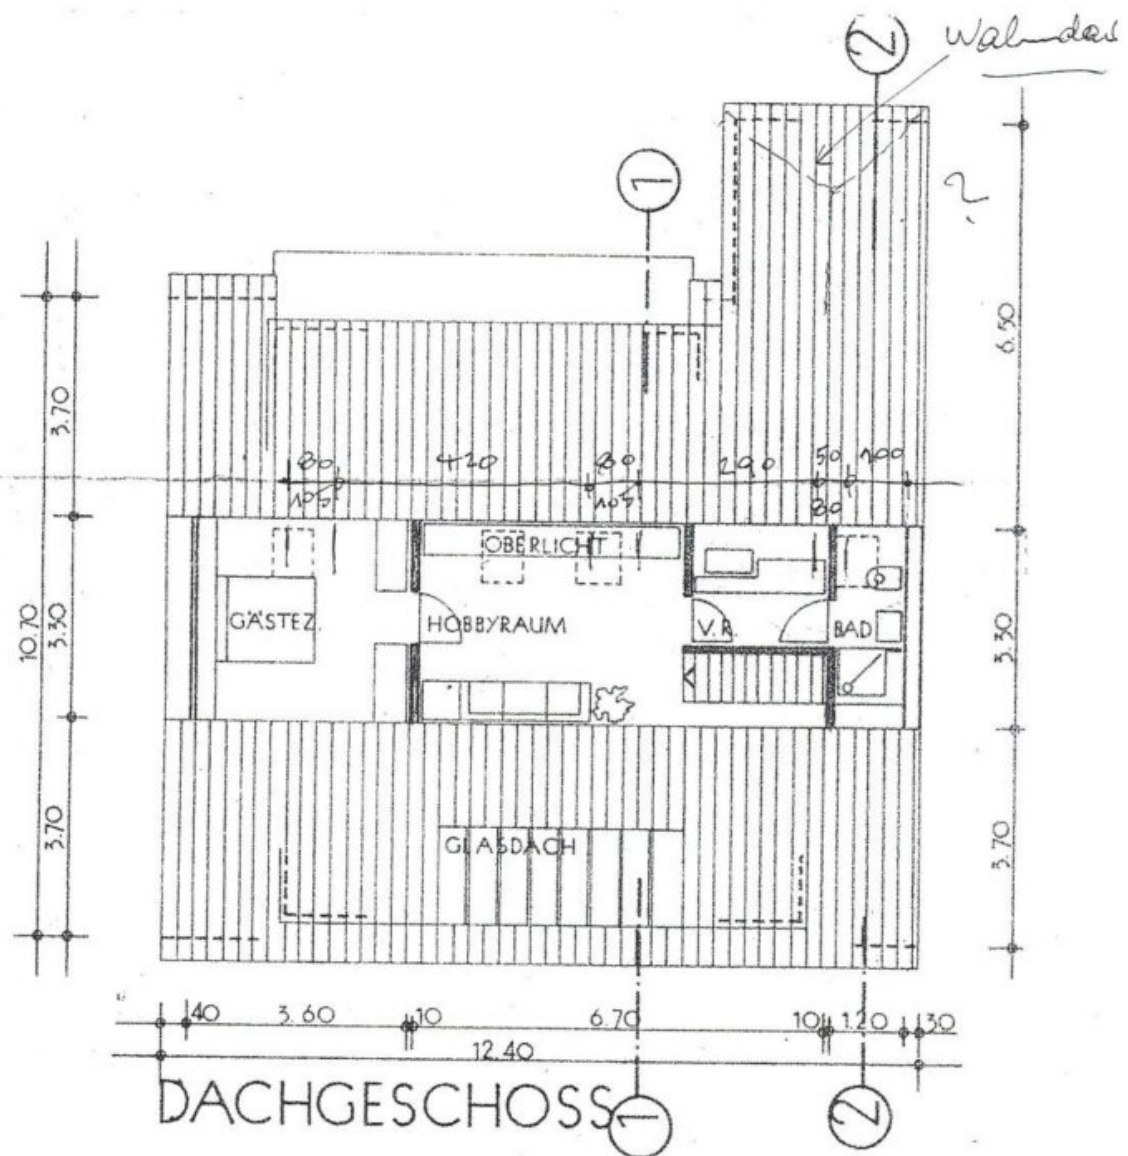 2
Walmdach
1
?
6.50
3.70
80 420 80 290 50 100
105 105 80
OBERLICHT
GÄSTEZ. HOBBYRAUM V.R. BAD
10.70
3.30
3.30
GLASDACH
3.70
3.70
40 3.60 10 6.70 10 1.20 30
12.40
DACHGESCHOSS
1
2